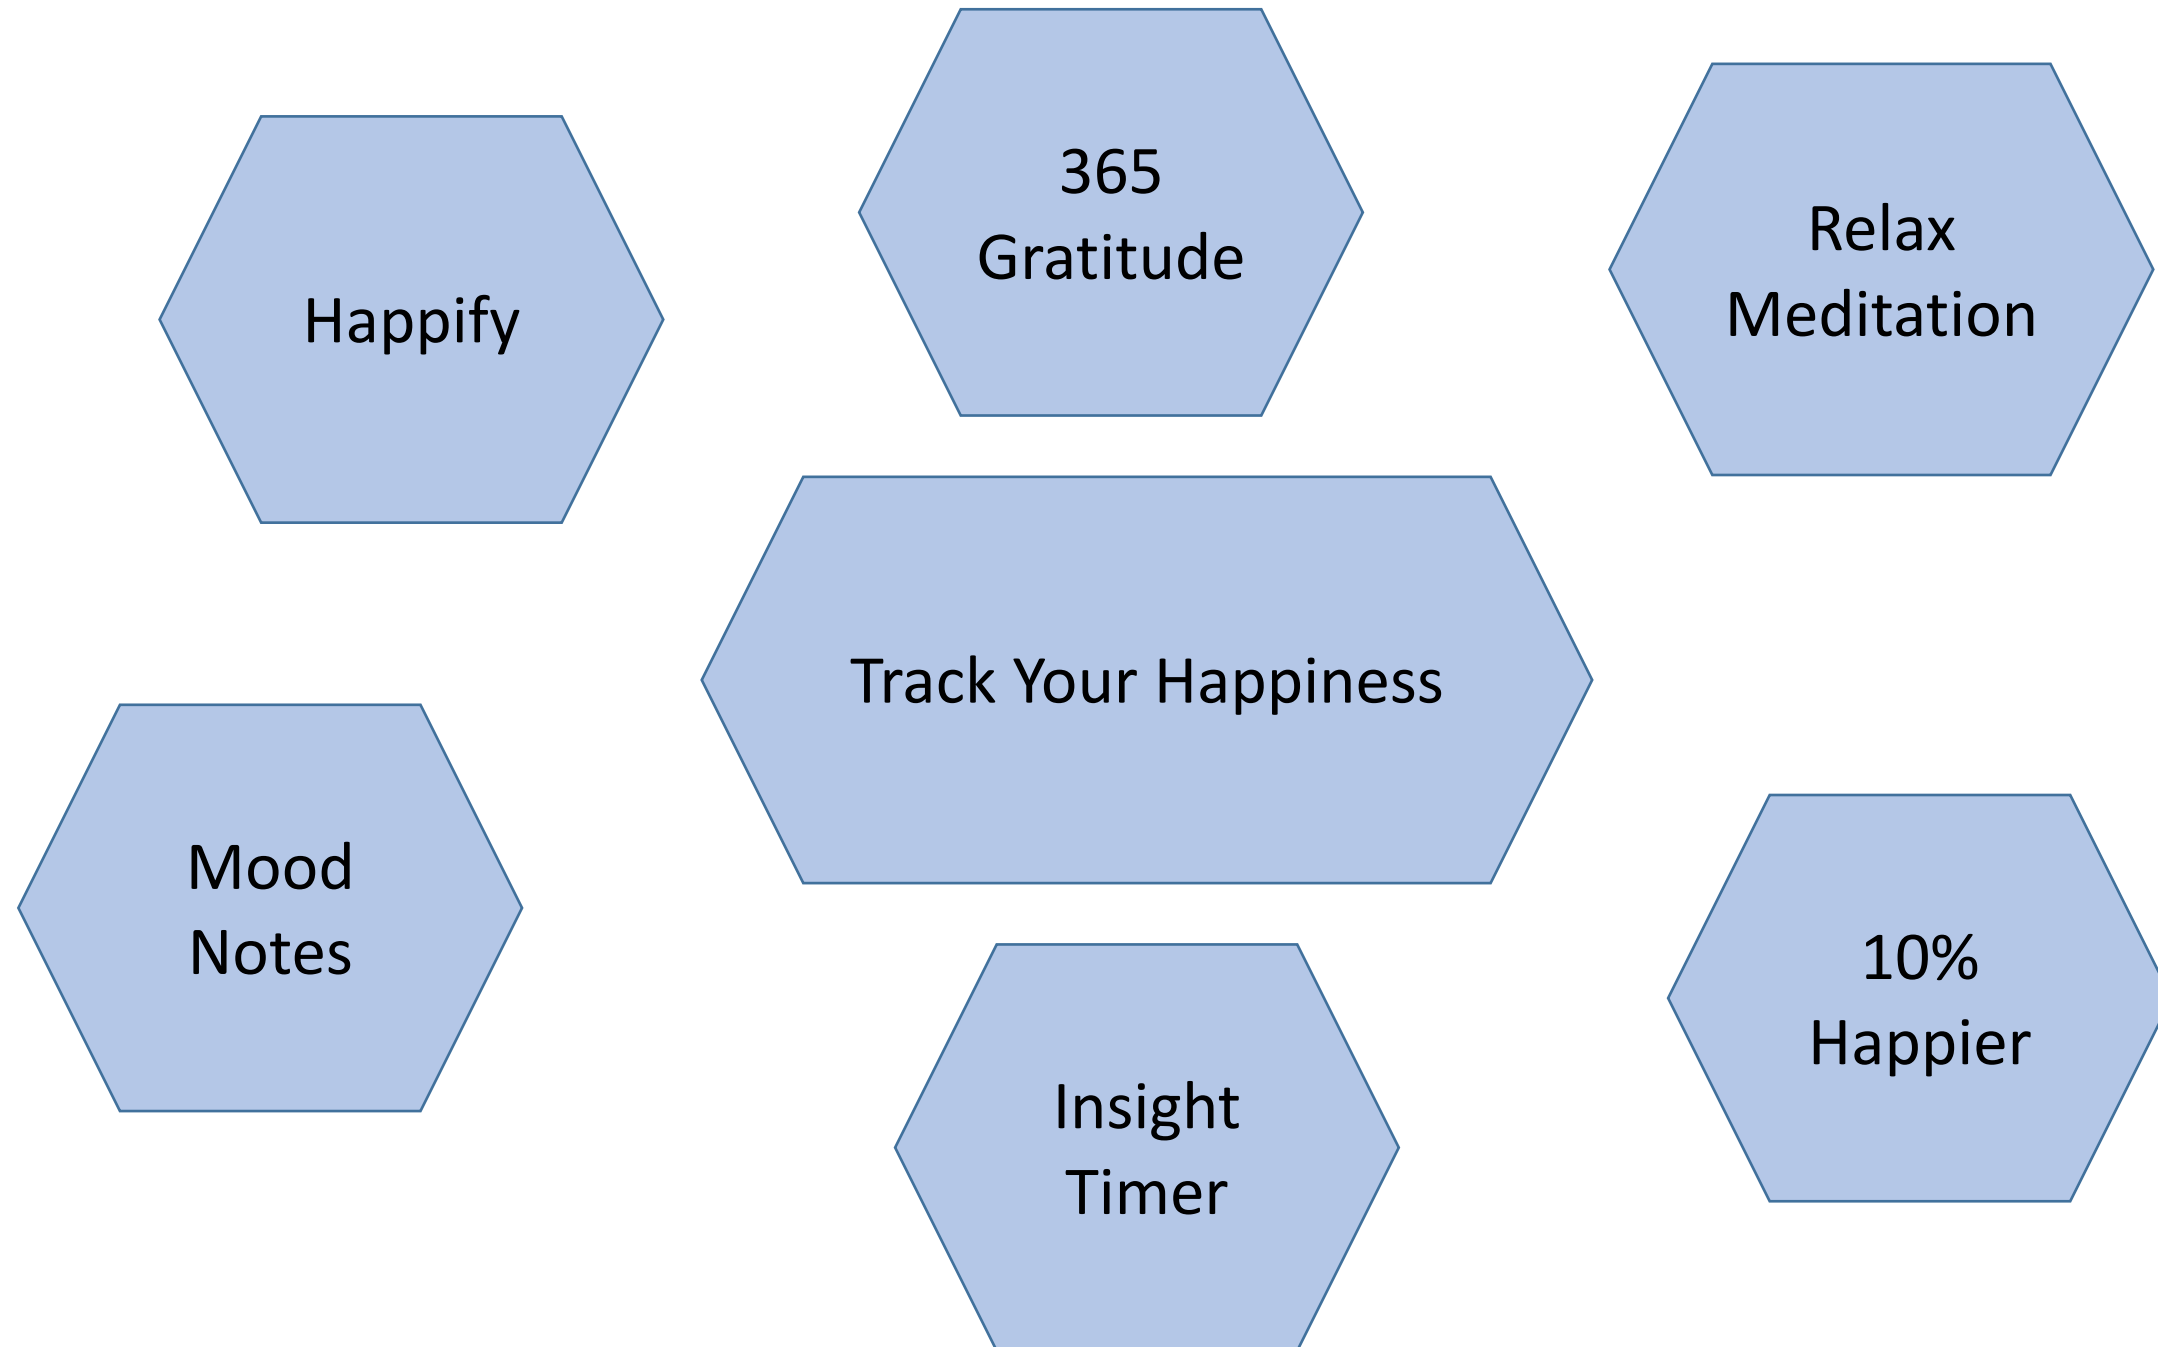 365
Gratitude
Relax
Meditation
Happify
Track Your Happiness
Mood
Notes
10%
Happier
Insight
Timer